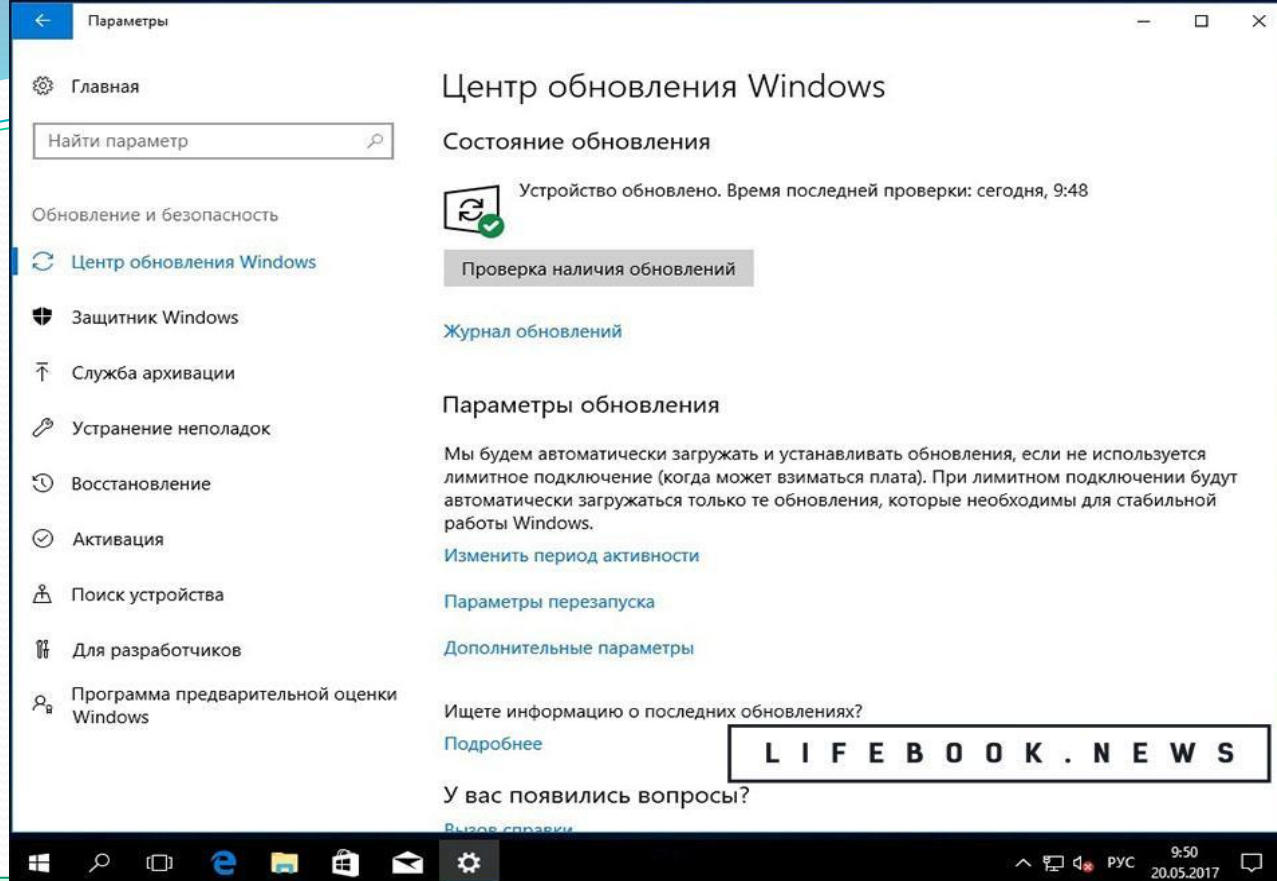 Параметры
Главная
Найти параметр
Обновление и безопасность
Центр обновления Windows
Защитник Windows
Служба архивации
Устранение неполадок
Восстановление
Активация
Поиск устройства
Для разработчиков
Программа предварительной оценки
Windows
Центр обновления Windows
Состояние обновления
Устройство обновлено. Время последней проверки: сегодня, 9:48
Проверка наличия обновлений
Журнал обновлений
Параметры обновления
Мы будем автоматически загружать и устанавливать обновления, если не используется
лимитное подключение (когда может взиматься плата). При лимитном подключении будут
автоматически загружаться только те обновления, которые необходимы для стабильной
работы Windows.
Изменить период активности
Параметры перезапуска
Дополнительные параметры
Ищете информацию о последних обновлениях?
Подробнее
LIFEBOOK.NEWS
У вас появились вопросы?
Вызов справки
РУС
9:50
20.05.2017